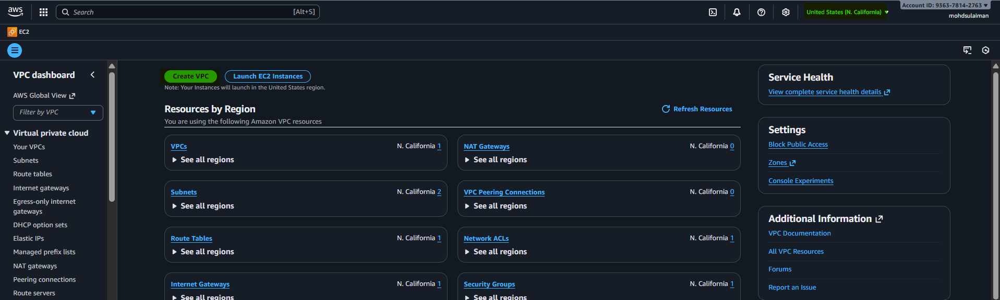 aws
Search
[Alt+S]
United States (N. California)
Account ID: 9363-7814-2763
mohdsulaiman
EC2
VPC dashboard
AWS Global View
Filter by VPC
Virtual private cloud
Your VPCs
Subnets
Route tables
Internet gateways
Egress-only internet
gateways
DHCP option sets
Elastic IPs
Managed prefix lists
NAT gateways
Peering connections
Route servers
Create VPC
Launch EC2 Instances
Note: Your Instances will launch in the United States region.
Resources by Region
Refresh Resources
You are using the following Amazon VPC resources
VPCs
N. California 1
See all regions
NAT Gateways
N. California 0
See all regions
Subnets
N. California 2
See all regions
VPC Peering Connections
N. California 0
See all regions
Route Tables
N. California 1
See all regions
Network ACLs
N. California 1
See all regions
Internet Gateways
N. California 1
See all regions
Security Groups
N. California 1
See all regions
Service Health
View complete service health details
Settings
Block Public Access
Zones
Console Experiments
Additional Information
VPC Documentation
All VPC Resources
Forums
Report an Issue